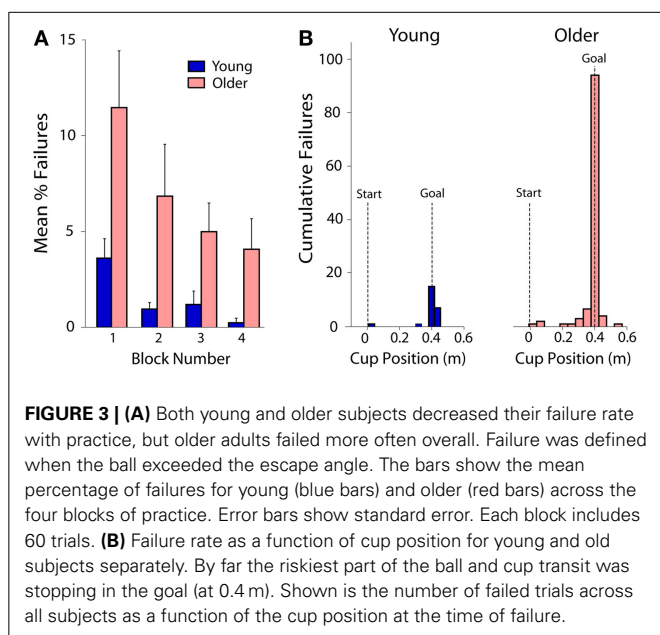 A
15
10
5
0
Mean % Failures
Young
Older
1 2 3 4
Block Number
B
Young Older
100
80
60
40
20
0
Cumulative Failures
Start
Goal
Start
Goal
0 0.2 0.4 0.6
Cup Position (m)
0 0.2 0.4 0.6
Cup Position (m)
FIGURE 3 | (A) Both young and older subjects decreased their failure rate
with practice, but older adults failed more often overall. Failure was defined
when the ball exceeded the escape angle. The bars show the mean
percentage of failures for young (blue bars) and older (red bars) across the
four blocks of practice. Error bars show standard error. Each block includes
60 trials. (B) Failure rate as a function of cup position for young and old
subjects separately. By far the riskiest part of the ball and cup transit was
stopping in the goal (at 0.4 m). Shown is the number of failed trials across
all subjects as a function of the cup position at the time of failure.